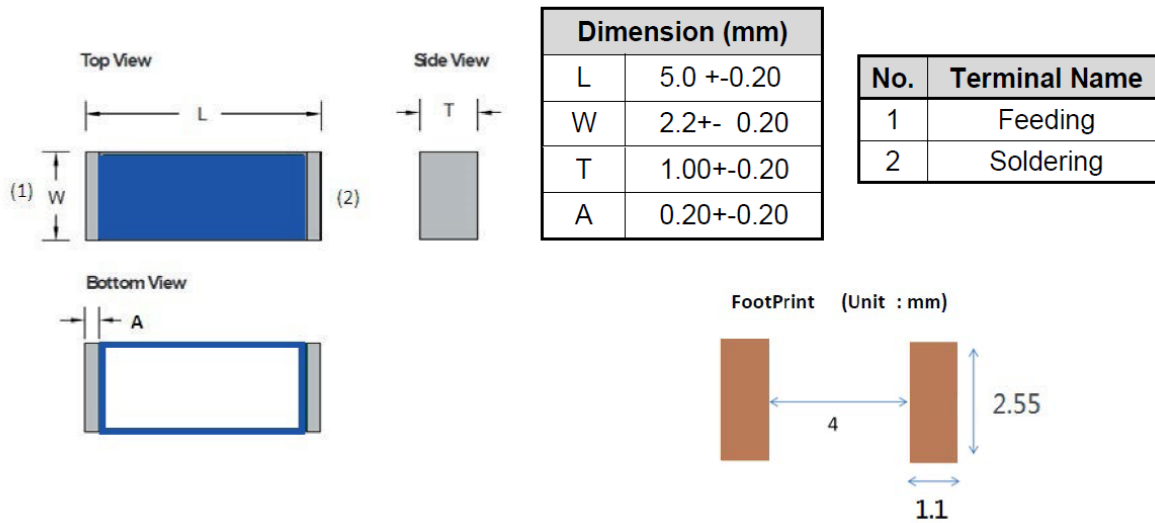 Top View
L
(1)
W
(2)
Side View
T
Bottom View
A
Dimension (mm)
L 5.0 +-0.20
W 2.2+- 0.20
T 1.00+-0.20
A 0.20+-0.20
No. Terminal Name
1 Feeding
2 Soldering
FootPrint (Unit : mm)
4
2.55
1.1